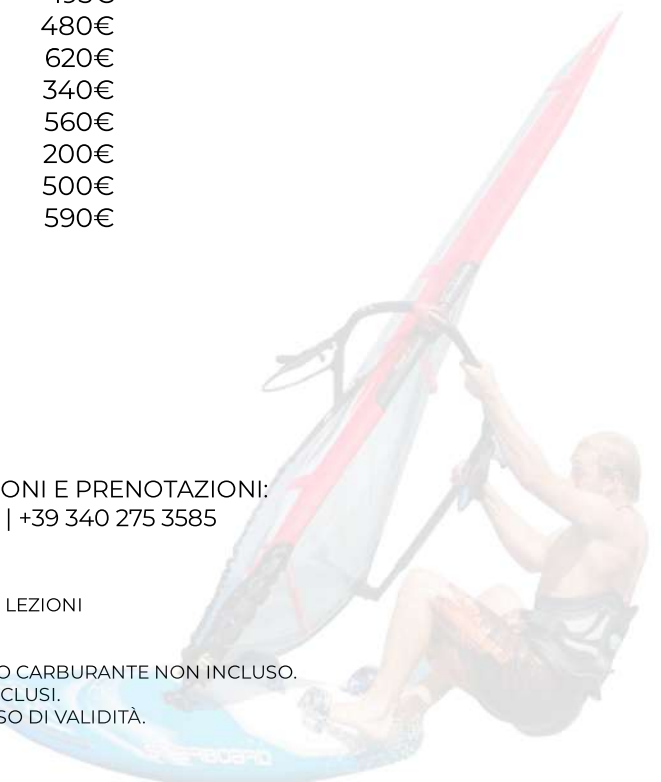 480€
620€
340€
560€
200€
500€
590€
ONI E PRENOTAZIONI:
| +39 340 275 3585
LEZIONI
O CARBURANTE NON INCLUSO.
CLUSI.
SO DI VALIDITÀ.